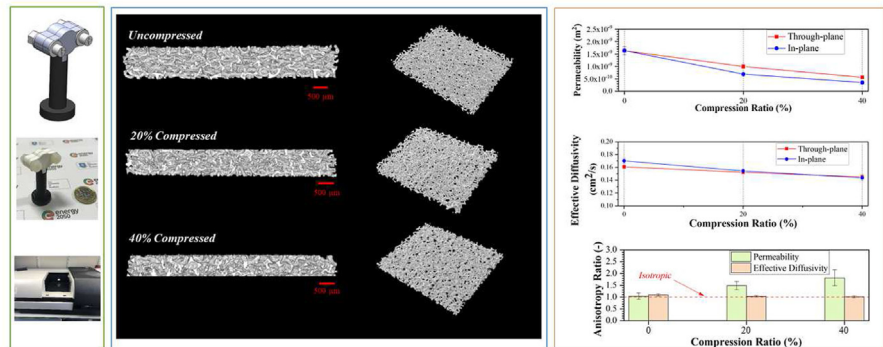 Uncompressed
500 μm
20% Compressed
500 μm
40% Compressed
500 μm
energy
2050
Permeability (m²)
2.5x10⁻⁹
2.0x10⁻⁹
1.5x10⁻⁹
1.0x10⁻⁹
5.0x10⁻¹⁰
0.0
Through-plane
In-plane
0 20 40
Compression Ratio (%)
Effective Diffusivity
(cm²/s)
0.20
0.18
0.16
0.14
0.12
0.10
Through-plane
In-plane
0 20 40
Compression Ratio (%)
Anisotropy Ratio (-)
3.0
2.5
2.0
1.5
1.0
0.5
0.0
Isotropic
Permeability
Effective Diffusivity
0 20 40
Compression Ratio (%)